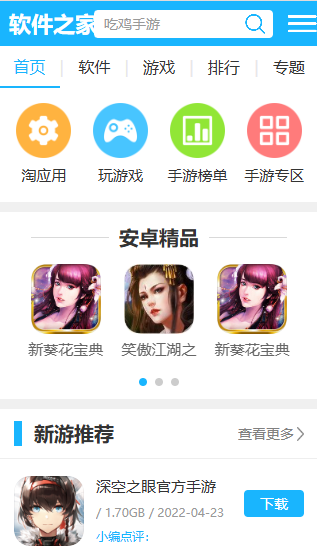 软件之家 吃鸡手游
首页 软件 游戏 排行 专题
淘应用 玩游戏 手游榜单 手游专区
安卓精品
新葵花宝典 笑傲江湖之 新葵花宝典
新游推荐 查看更多
深空之眼官方手游
/ 1.70GB / 2022-04-23 下载
小编点评：